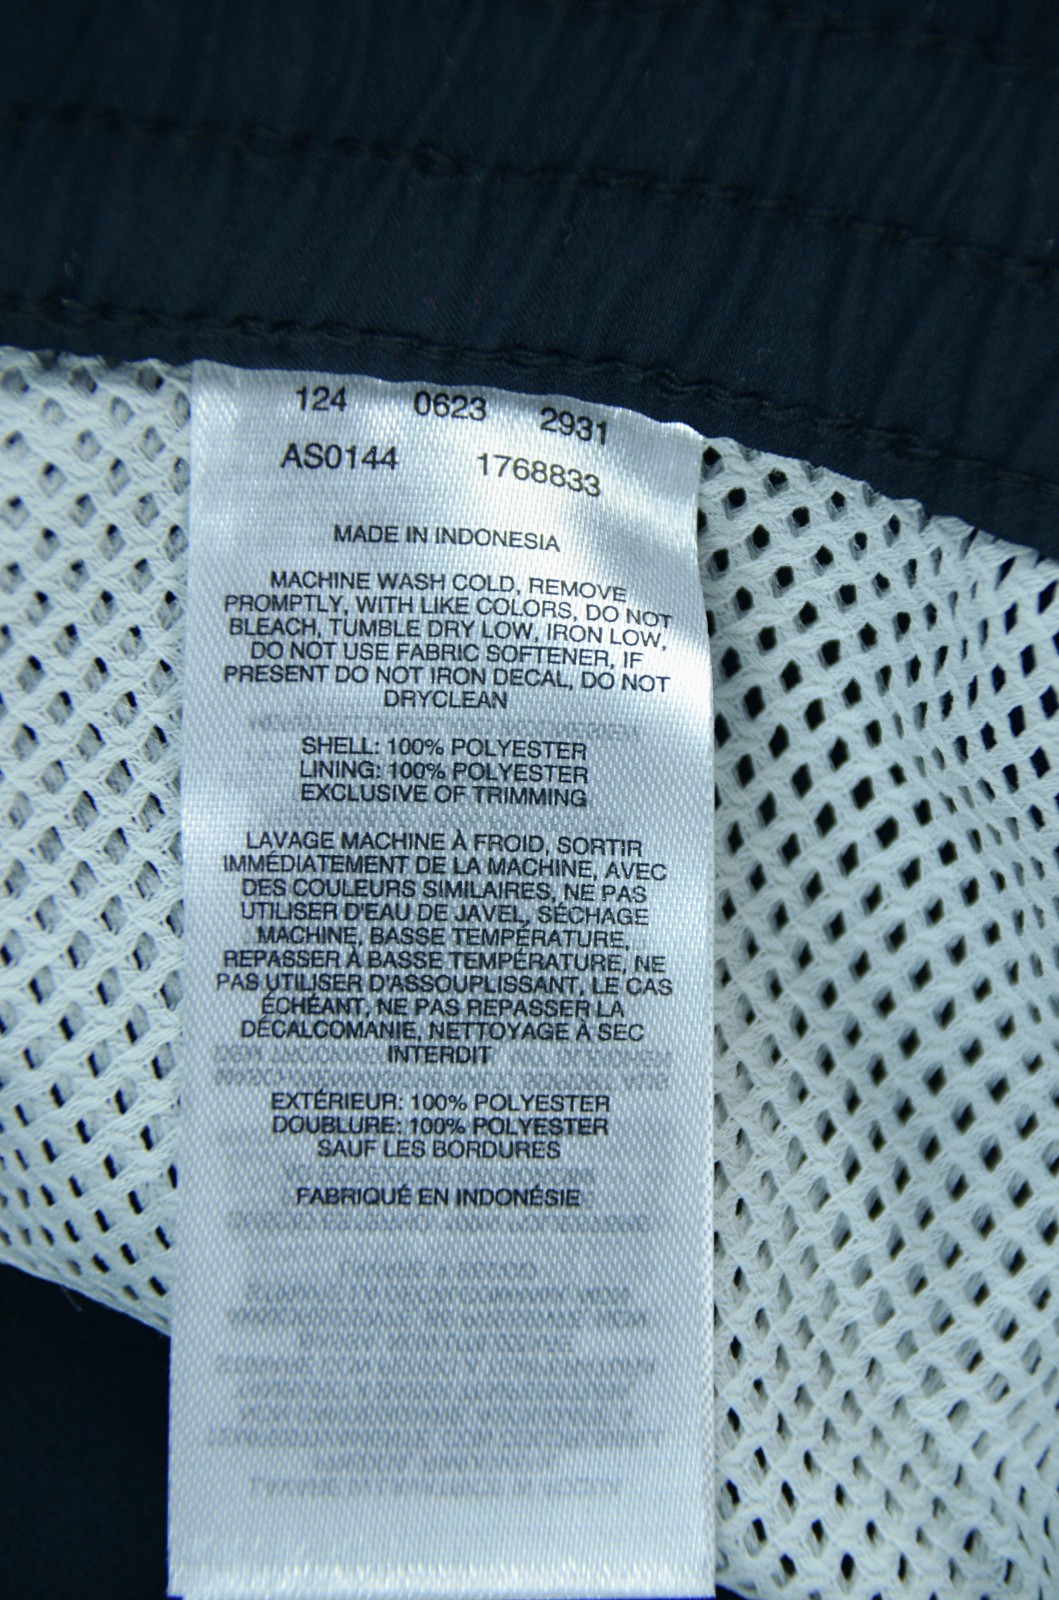 124 0623 2931
AS0144 1768833
MADE IN INDONESIA
MACHINE WASH COLD, REMOVE
PROMPTLY, WITH LIKE COLORS, DO NOT
BLEACH, TUMBLE DRY LOW, IRON LOW,
DO NOT USE FABRIC SOFTENER, IF
PRESENT DO NOT IRON DECAL, DO NOT
DRYCLEAN
SHELL: 100% POLYESTER
LINING: 100% POLYESTER
EXCLUSIVE OF TRIMMING
LAVAGE MACHINE À FROID, SORTIR
IMMÉDIATEMENT DE LA MACHINE, AVEC
DES COULEURS SIMILAIRES, NE PAS
UTILISER D'EAU DE JAVEL, SÉCHAGE
MACHINE, BASSE TEMPÉRATURE,
REPASSER À BASSE TEMPÉRATURE, NE
PAS UTILISER D'ASSOUPLISSANT, LE CAS
ÉCHÉANT, NE PAS REPASSER LA
DÉCALCOMANIE, NETTOYAGE À SEC
INTERDIT
EXTÉRIEUR: 100% POLYESTER
DOUBLURE: 100% POLYESTER
SAUF LES BORDURES
FABRIQUÉ EN INDONÉSIE